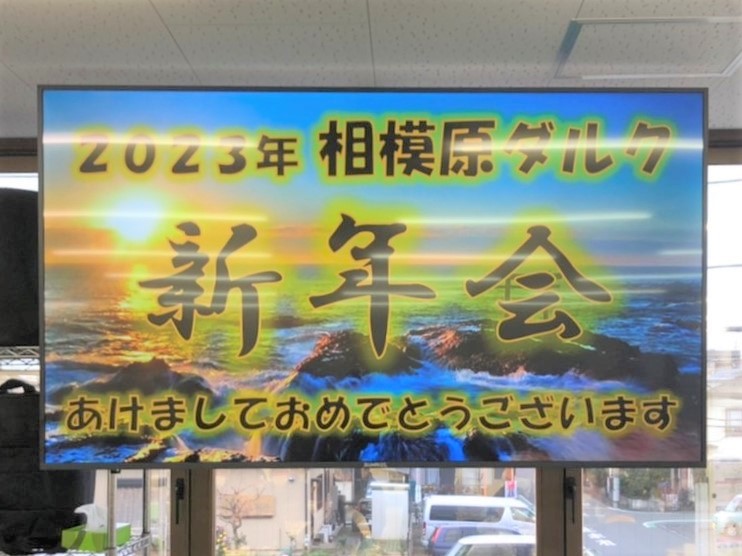 2023年 相模原ダルク
新年会
あけましておめでとうございます